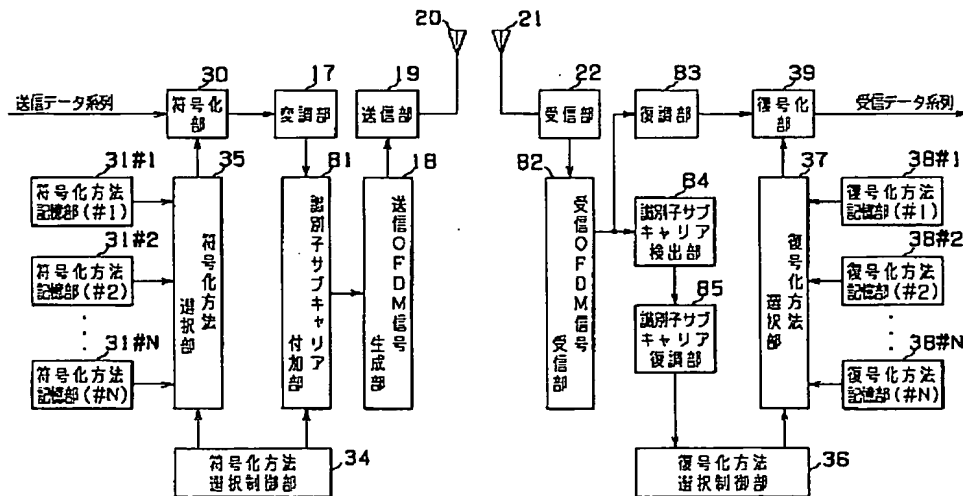 20
21
30
17
19
22
83
39
送信データ系列
符号化
部
変調部
送信部
受信部
復調部
復号化
部
受信データ系列
31#1
35
81
18
82
84
37
38#1
符号化方法
記憶部(#1)
31#2
符号化方法
記憶部(#2)
31#N
符号化方法
記憶部(#N)
符号化方法
選択部
識別子サブキャリア
付加部
送信OFDM信号
生成部
受信OFDM信号
受信部
識別子サブ
キャリア
検出部
85
識別子サブ
キャリア
復調部
復号化方法
選択部
復号化方法
記憶部(#1)
38#2
復号化方法
記憶部(#2)
38#N
復号化方法
記憶部(#N)
符号化方法
選択制御部
34
復号化方法
選択制御部
36